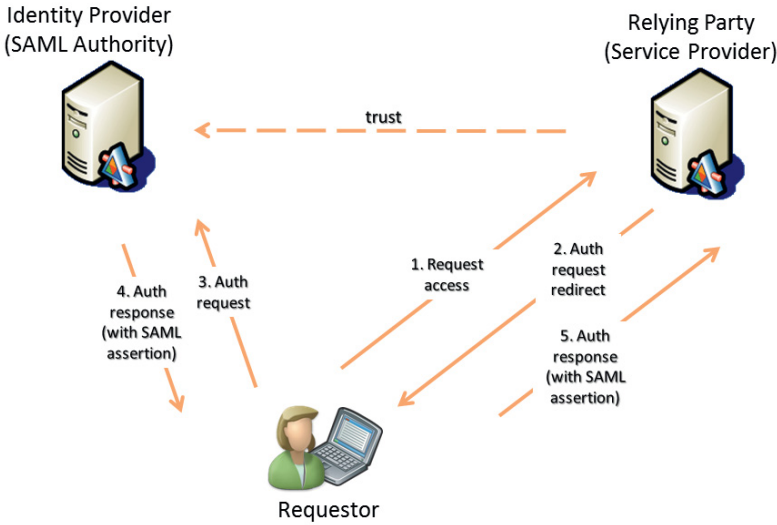 Identity Provider
(SAML Authority)
Relying Party
(Service Provider)
trust
1. Request
access
2. Auth
request
redirect
3. Auth
request
4. Auth
response
(with SAML
assertion)
5. Auth
response
(with SAML
assertion)
Requestor